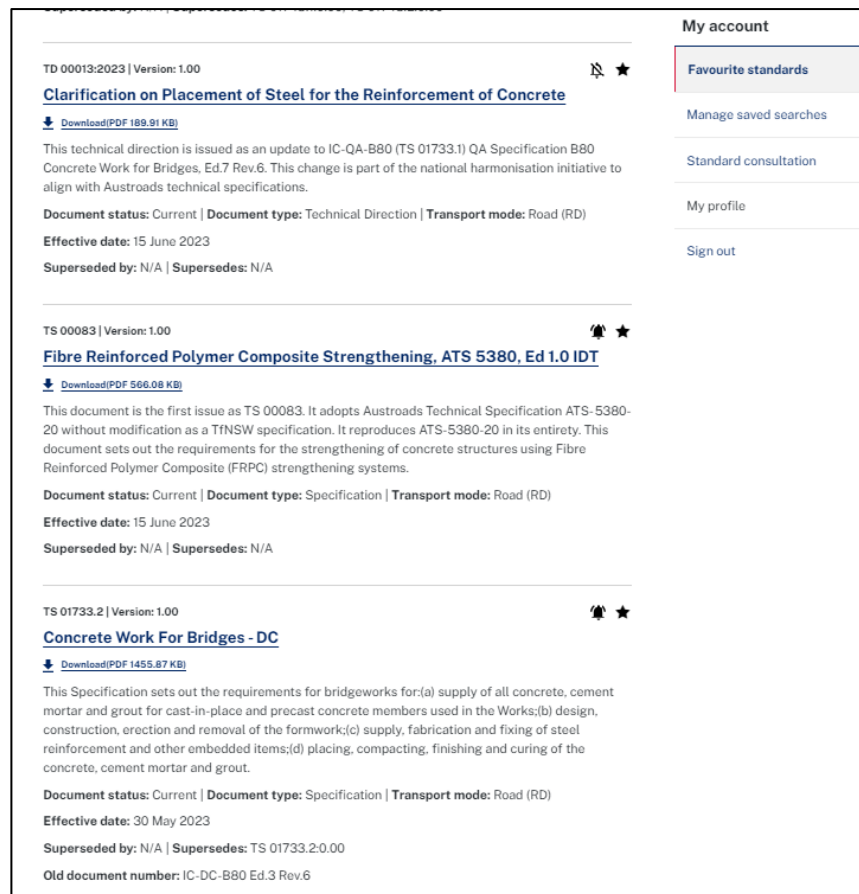 TD 00013:2023 | Version: 1.00
Clarification on Placement of Steel for the Reinforcement of Concrete
Download(PDF 189.91 KB)
This technical direction is issued as an update to IC-QA-B80 (TS 01733.1) QA Specification B80
Concrete Work for Bridges, Ed.7 Rev.6. This change is part of the national harmonisation initiative to
align with Austroads technical specifications.
Document status: Current | Document type: Technical Direction | Transport mode: Road (RD)
Effective date: 15 June 2023
Superseded by: N/A | Supersedes: N/A
TS 00083 | Version: 1.00
Fibre Reinforced Polymer Composite Strengthening, ATS 5380, Ed 1.0 IDT
Download(PDF 566.08 KB)
This document is the first issue as TS 00083. It adopts Austroads Technical Specification ATS-5380-
20 without modification as a TfNSW specification. It reproduces ATS-5380-20 in its entirety. This
document sets out the requirements for the strengthening of concrete structures using Fibre
Reinforced Polymer Composite (FRPC) strengthening systems.
Document status: Current | Document type: Specification | Transport mode: Road (RD)
Effective date: 15 June 2023
Superseded by: N/A | Supersedes: N/A
TS 01733.2 | Version: 1.00
Concrete Work For Bridges - DC
Download(PDF 1455.87 KB)
This Specification sets out the requirements for bridgeworks for:(a) supply of all concrete, cement
mortar and grout for cast-in-place and precast concrete members used in the Works;(b) design,
construction, erection and removal of the formwork;(c) supply, fabrication and fixing of steel
reinforcement and other embedded items;(d) placing, compacting, finishing and curing of the
concrete, cement mortar and grout.
Document status: Current | Document type: Specification | Transport mode: Road (RD)
Effective date: 30 May 2023
Superseded by: N/A | Supersedes: TS 01733.2:0.00
Old document number: IC-DC-B80 Ed.3 Rev.6
My account
Favourite standards
Manage saved searches
Standard consultation
My profile
Sign out